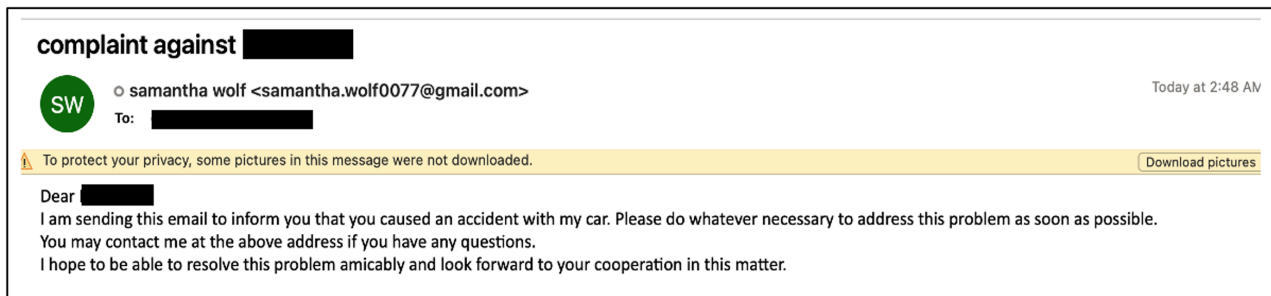 complaint against
SW
samantha wolf <samantha.wolf0077@gmail.com>
Today at 2:48 AM
To:
To protect your privacy, some pictures in this message were not downloaded.
Download pictures
Dear
I am sending this email to inform you that you caused an accident with my car. Please do whatever necessary to address this problem as soon as possible.
You may contact me at the above address if you have any questions.
I hope to be able to resolve this problem amicably and look forward to your cooperation in this matter.